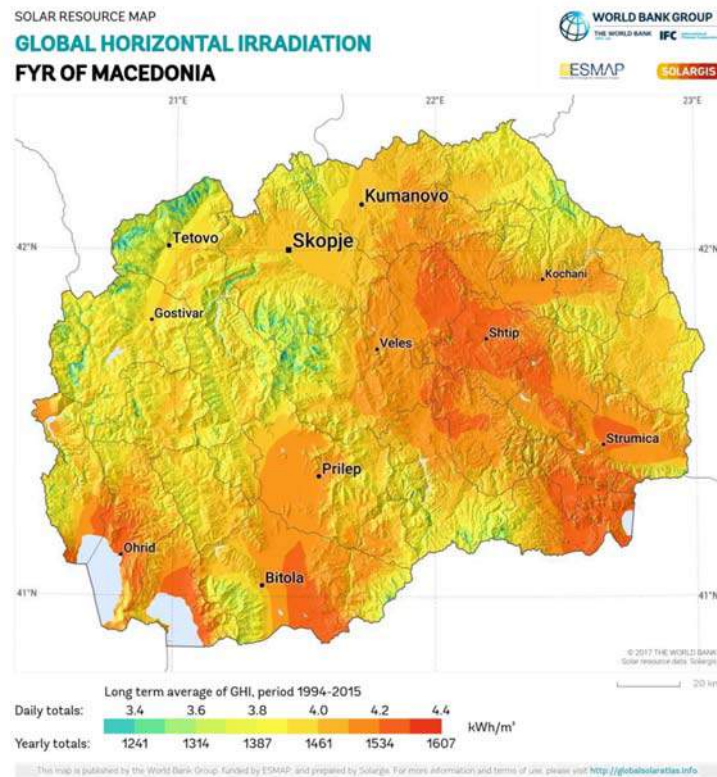 SOLAR RESOURCE MAP
GLOBAL HORIZONTAL IRRADIATION
FYR OF MACEDONIA
WORLD BANK GROUP
THE WORLD BANK IFC
ESMAP SOLARGIS
21°E 22°E 23°E
Kumanovo
42°N Tetovo Skopje 42°N
Kochani
Gostivar
Veles Shtip
Strumica
Prilep
Ohrid
Bitola
41°N 41°N
© 2017 THE WORLD BANK
Solar resource data: Solargis
20 km
Long term average of GHI, period 1994-2015
Daily totals: 3.4 3.6 3.8 4.0 4.2 4.4
kWh/m²
Yearly totals: 1241 1314 1387 1461 1534 1607
This map is published by the World Bank Group, funded by ESMAP, and prepared by Solargis. For more information and terms of use, please visit http://globalsolaratlas.info